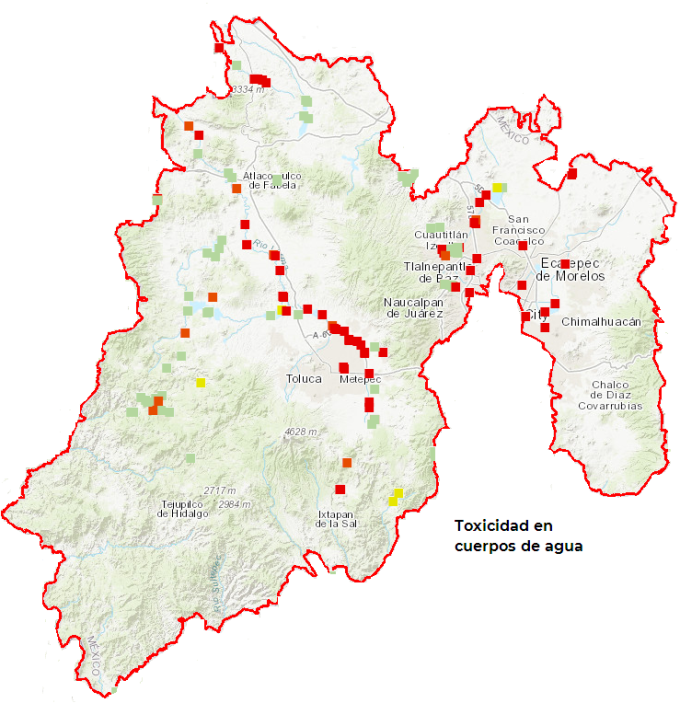 3334 m
MÉXICO
Atlacomulco
de Fabela
San
Francisco
Coacalco
Cuautitlán
Río Lerma
Ecatepec
de Morelos
Tlalnepantla
de Baz
Naucalpan
de Juárez
City
Chimalhuacán
Toluca
Metepec
Chalco
de Díaz
Covarrubias
4628 m
2717 m
2984 m
Tejupilco
de Hidalgo
Ixtapan
de la Sal
Toxicidad en
cuerpos de agua
MÉXICO